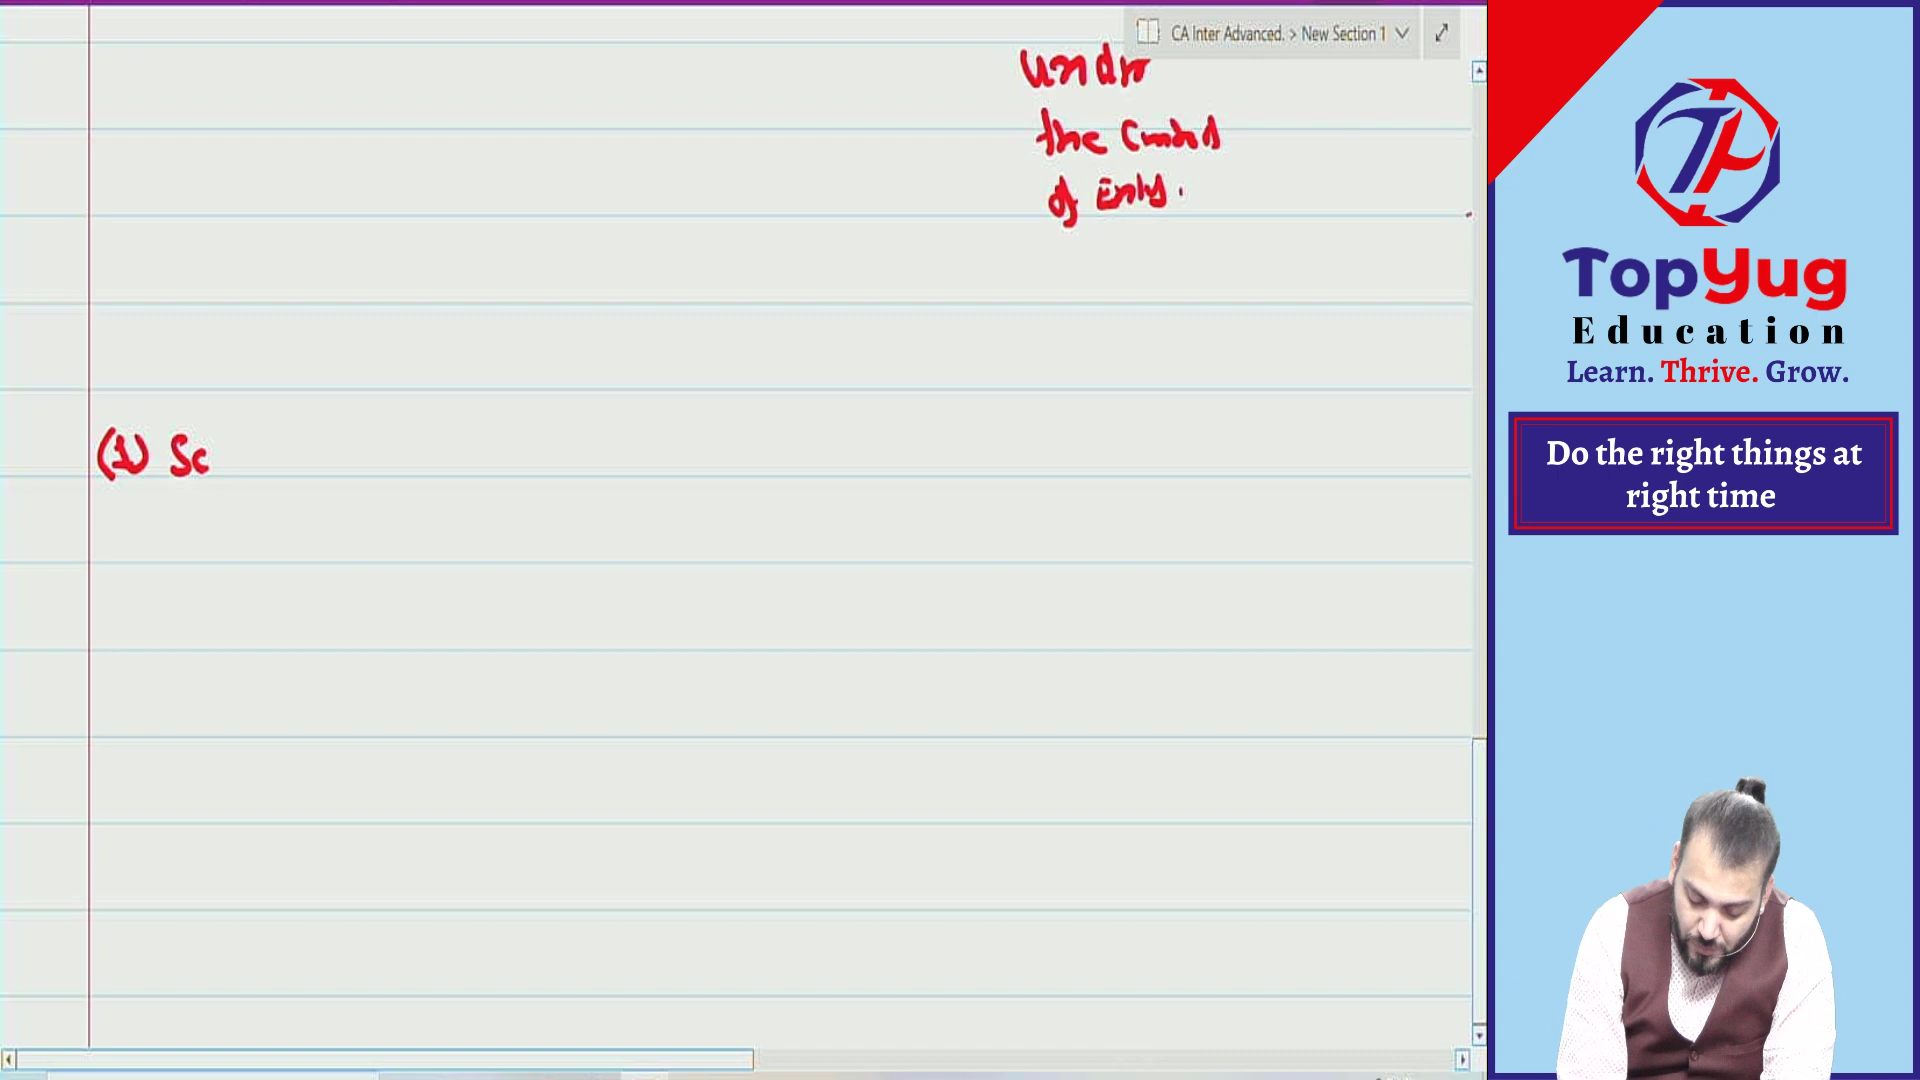 CA Inter Advanced. > New Section 1
under
the Control
of Entity.
(1) Sc
TopYug
Education
Learn. Thrive. Grow.
Do the right things at
right time